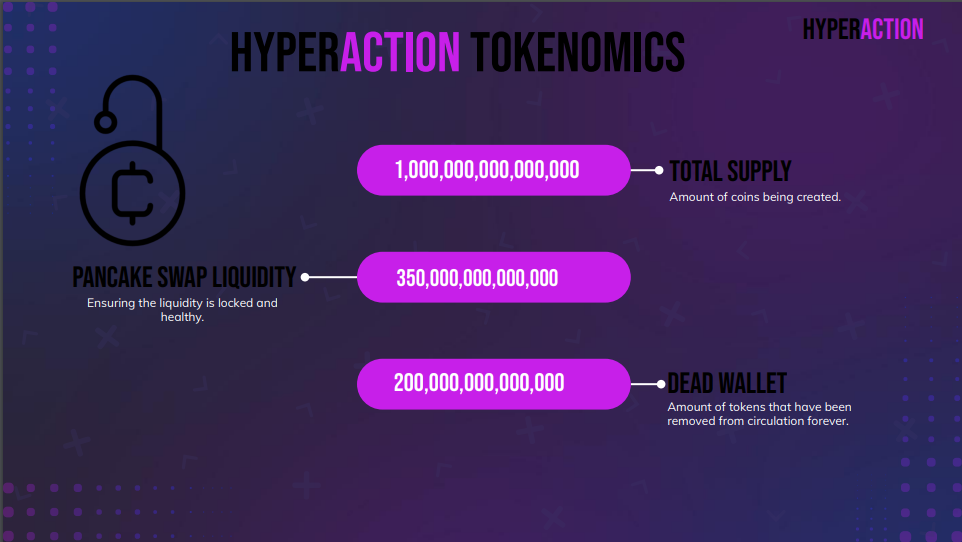 HYPERACTION
HYPERACTION TOKENOMICS
1,000,000,000,000,000
TOTAL SUPPLY
Amount of coins being created.
PANCAKE SWAP LIQUIDITY
Ensuring the liquidity is locked and
healthy.
350,000,000,000,000
200,000,000,000,000
DEAD WALLET
Amount of tokens that have been
removed from circulation forever.